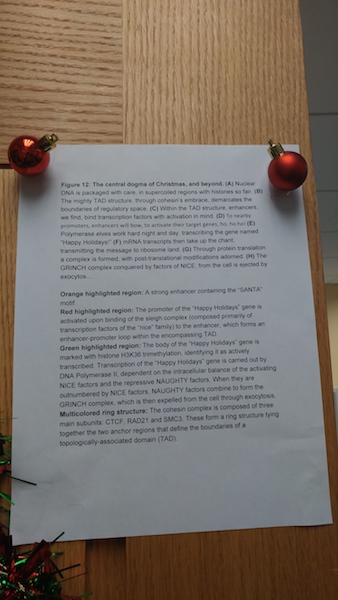 Figure 12: The central dogma of Christmas, and beyond. (A) Nuclear
DNA is packaged with care, in supercoiled regions with histones so fair. (B)
The mighty TAD structure, through cohesin's embrace, demarcates the
boundaries of regulatory space. (C) Within the TAD structure, enhancers,
we find, bind transcription factors with activation in mind. (D) To nearby
promoters, enhancers will bow, to activate their target genes, ho, ho ho! (E)
Polymerase elves work hard night and day, transcribing the gene named
"Happy Holidays!" (F) mRNA transcripts then take up the chant,
transmitting the message to ribosome land. (G) Through protein translation
a complex is formed, with post-translational modifications adorned. (H) The
GRINCH complex conquered by factors of NICE, from the cell is ejected by
exocytos…
Orange highlighted region: A strong enhancer containing the "SANTA"
motif
Red highlighted region: The promoter of the "Happy Holidays" gene is
activated upon binding of the sleigh complex (composed primarily of
transcription factors of the "nice" family) to the enhancer, which forms an
enhancer-promoter loop within the encompassing TAD.
Green highlighted region: The body of the "Happy Holidays" gene is
marked with histone H3K36 trimethylation, identifying it as actively
transcribed. Transcription of the "Happy Holidays" gene is carried out by
DNA Polymerase II, dependent on the intracellular balance of the activating
NICE factors and the repressive NAUGHTY factors. When they are
outnumbered by NICE factors, NAUGHTY factors combine to form the
GRINCH complex, which is then expelled from the cell through exocytosis.
Multicolored ring structure: The cohesin complex is composed of three
main subunits: CTCF, RAD21 and SMC3. These form a ring structure tying
together the two anchor regions that define the boundaries of a
topologically-associated domain (TAD).